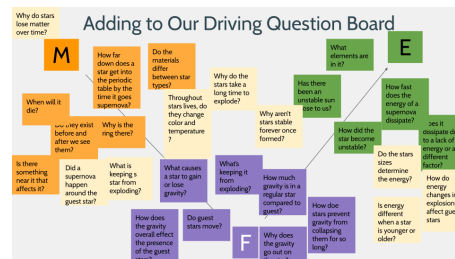 Adding to Our Driving Question Board
Why do stars
lose matter
over time?
M
How far
down does a
star get into
the periodic
table by the
time it goes
supernova?
Do the
materials
differ
between star
types?
Why do the
stars take a
long time to
explode?
What
elements are
in it?
E
When will it
die?
Do they exist
before and
after we see
them?
Why is the
ring there?
Throughout
stars lives, do
they change
color and
temperature
?
Why aren't
stars stable
forever once
formed?
Has there
been an
unstable sun
close to us?
How fast
does the
energy of a
supernova
dissipate?
How did the
star become
unstable?
Does it
dissipate due
to a lack
energy or a
different
factor?
Is there
something
near it that
affects it?
Did a
supernova
happen
around the
guest star?
What is
keeping s
star from
exploding?
What causes
a star to gain
or lose
gravity?
What's
keeping it
from
exploding?
How much
gravity is in a
regular star
compared to
guest?
Do the stars
sizes
determine
the energy?
How do
energy
changes in
explosion
affect guest
stars
How does
the gravity
overall effect
the presence
of the guest
Do guest
stars move?
F
Why does
the gravity
go out on
How doe
stars prevent
gravity from
collapsing
them for so
long?
Is energy
different when
a star
is younger or
older?